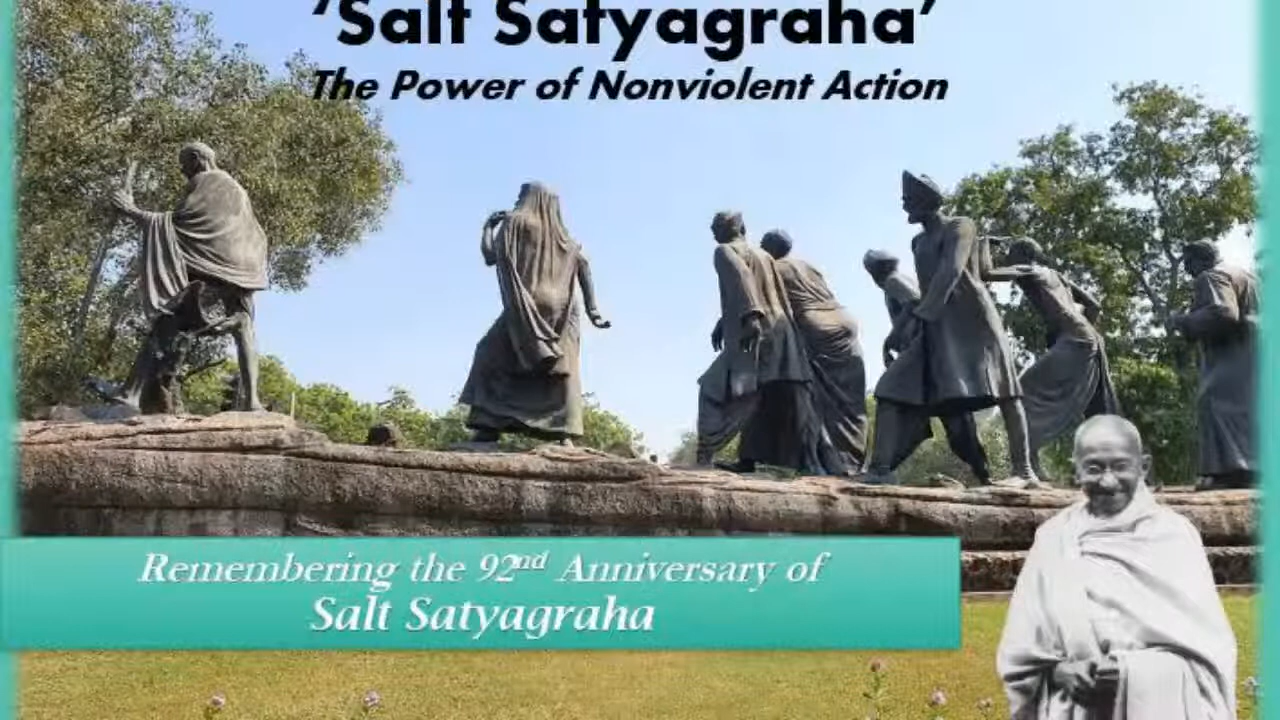 ‘Salt Satyagraha’
The Power of Nonviolent Action
Remembering the 92nd Anniversary of
Salt Satyagraha